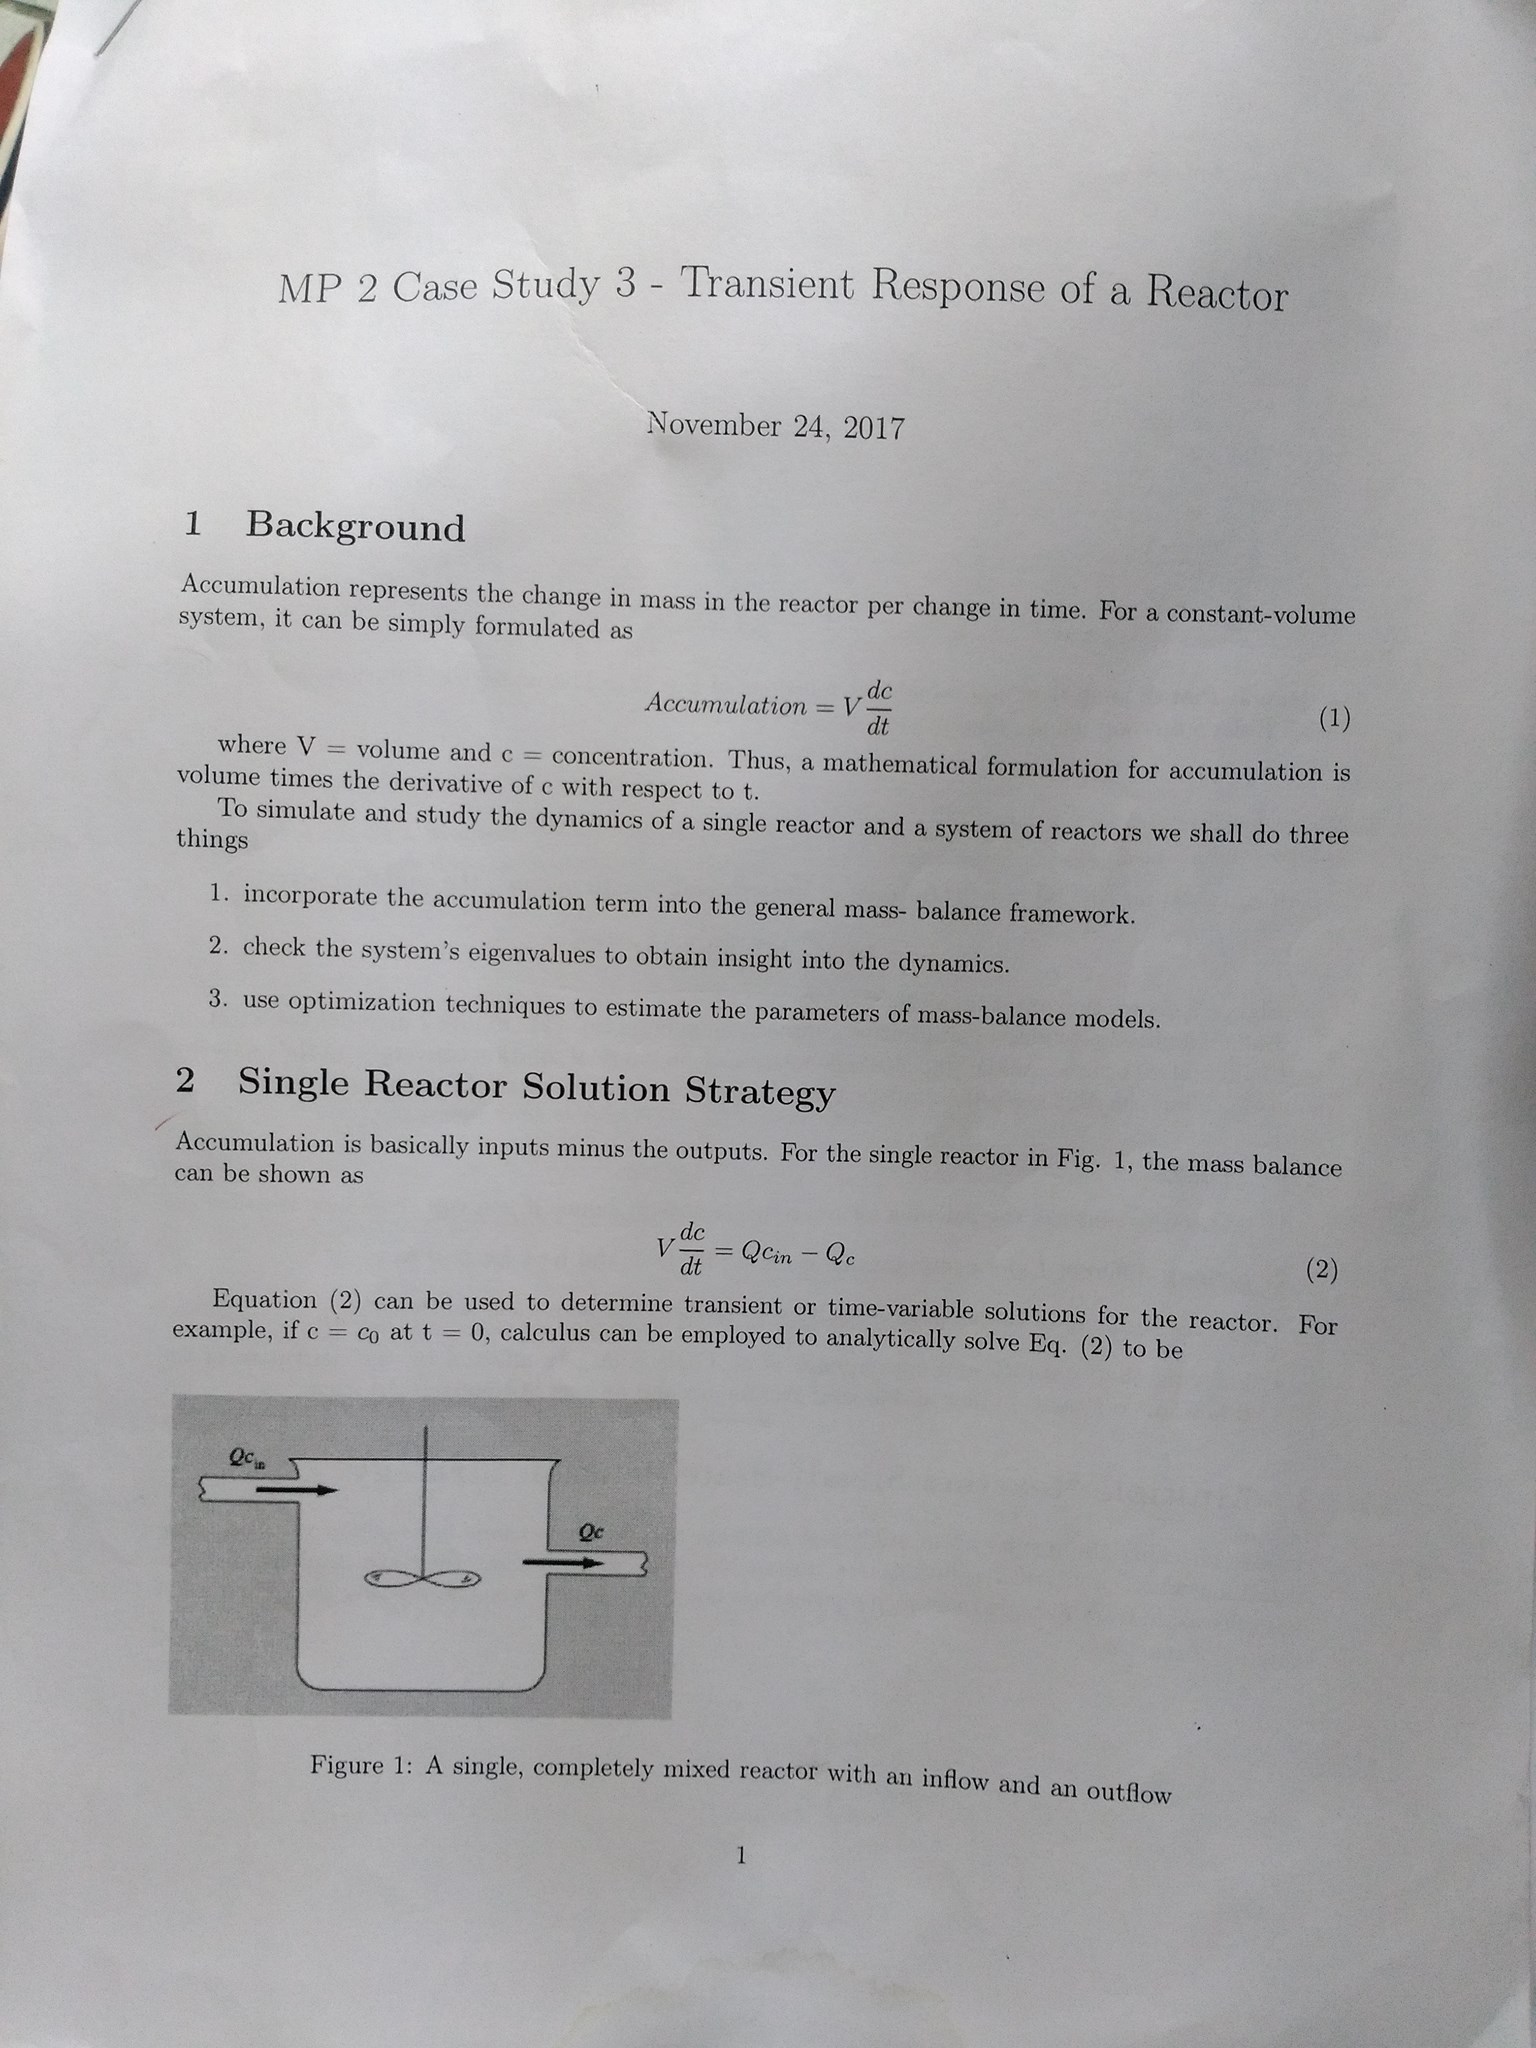 MP 2 Case Study 3 - Transient Response of a Reactor
November 24, 2017
1 Background
Accumulation represents the change in mass in the reactor per change in time. For a constant-volume
system, it can be simply formulated as
Accumulation = V dc/dt (1)
where V = volume and c = concentration. Thus, a mathematical formulation for accumulation is
volume times the derivative of c with respect to t.
To simulate and study the dynamics of a single reactor and a system of reactors we shall do three
things
1. incorporate the accumulation term into the general mass- balance framework.
2. check the system's eigenvalues to obtain insight into the dynamics.
3. use optimization techniques to estimate the parameters of mass-balance models.
2 Single Reactor Solution Strategy
Accumulation is basically inputs minus the outputs. For the single reactor in Fig. 1, the mass balance
can be shown as
V dc/dt = Qc_in − Q_c (2)
Equation (2) can be used to determine transient or time-variable solutions for the reactor. For
example, if c = c₀ at t = 0, calculus can be employed to analytically solve Eq. (2) to be
Qc_in
Qc
Figure 1: A single, completely mixed reactor with an inflow and an outflow
1